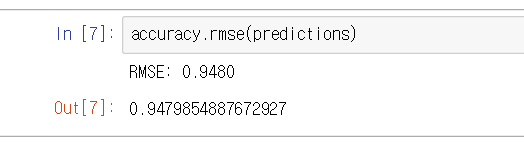 In [7]: accuracy.rmse(predictions)
RMSE: 0.9480
Out[7]: 0.9479854887672927